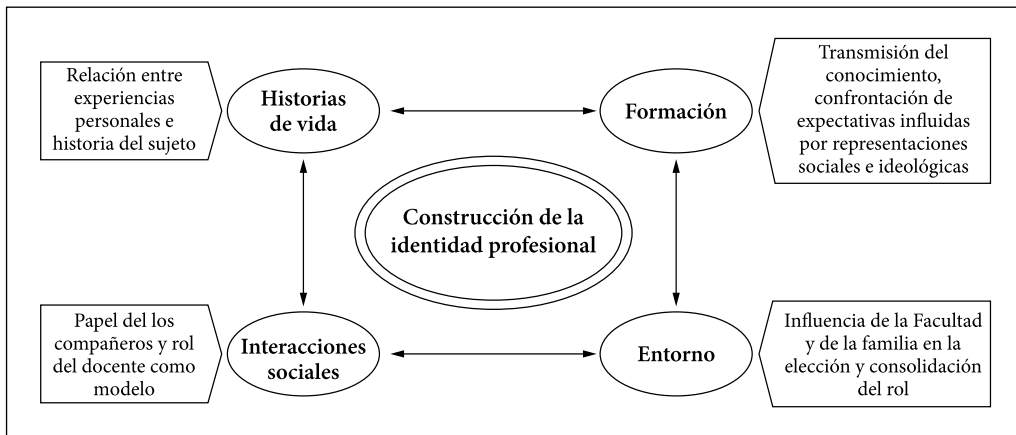 Relación entre
experiencias
personales e
historia del sujeto
Historias
de vida
Formación
Transmisión del
conocimiento,
confrontación de
expectativas influidas
por representaciones
sociales e ideológicas
Construcción de la
identidad profesional
Papel del los
compañeros y rol
del docente como
modelo
Interacciones
sociales
Entorno
Influencia de la Facultad
y de la familia en la
elección y consolidación
del rol